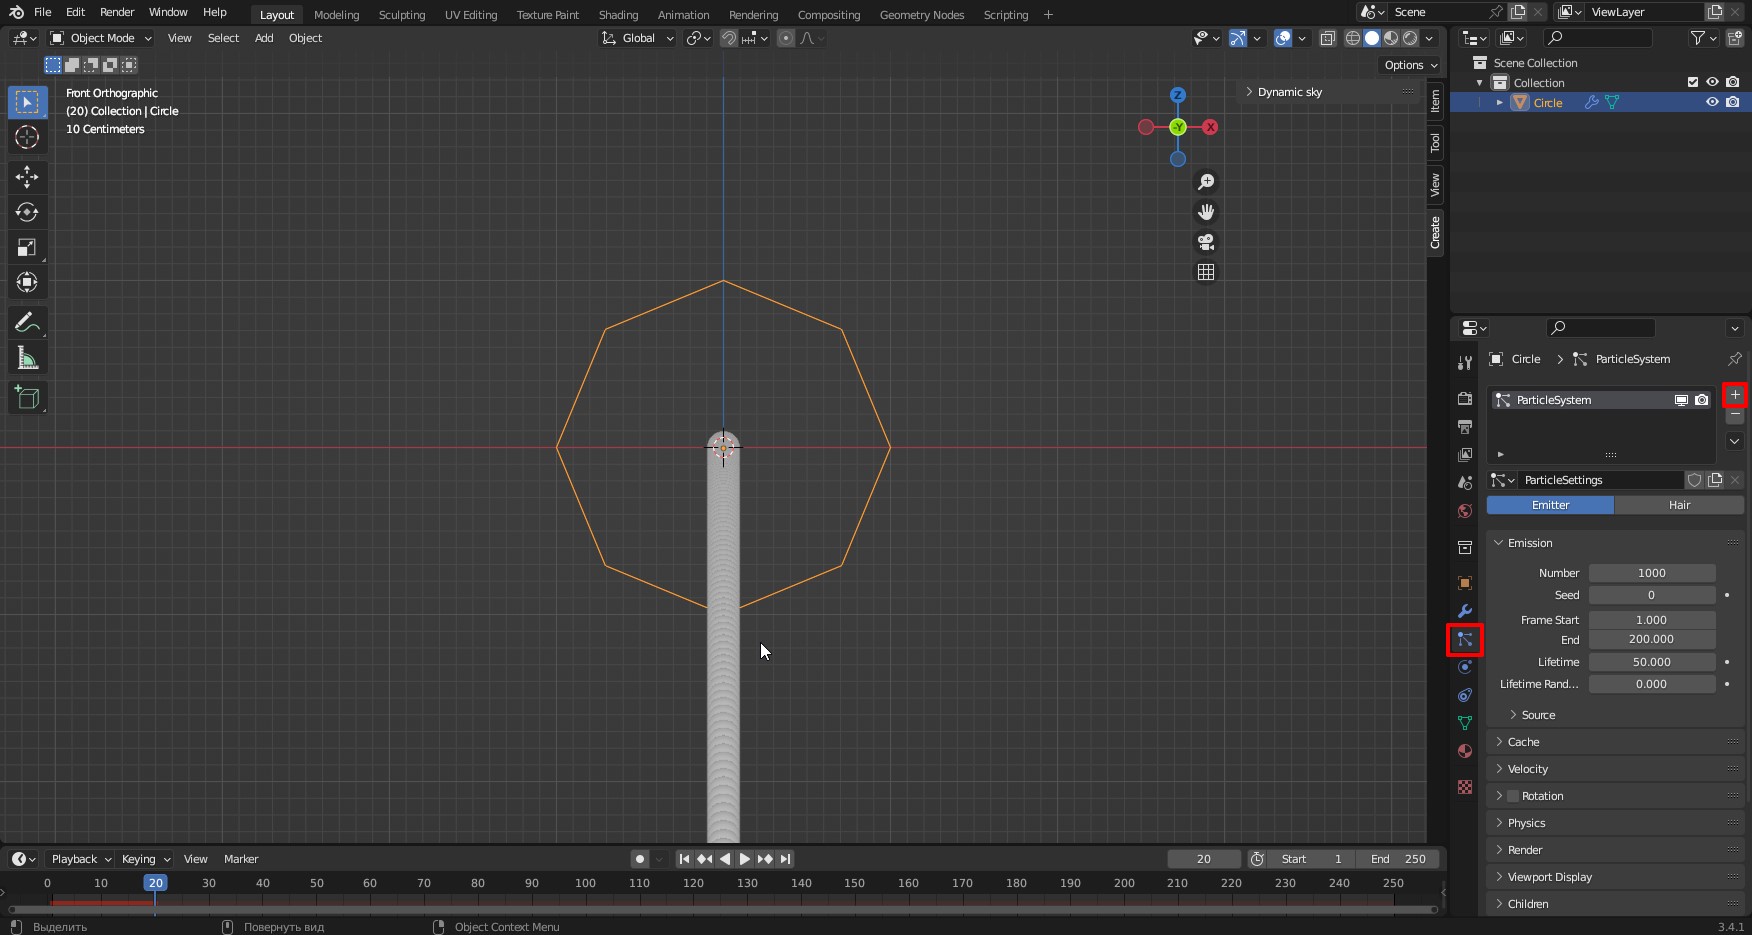 File Edit Render Window Help Layout Modeling Sculpting UV Editing Texture Paint Shading Animation Rendering Compositing Geometry Nodes Scripting + Scene ViewLayer
Object Mode View Select Add Object Global
Options
Front Orthographic
(20) Collection | Circle
10 Centimeters
Dynamic sky
Z
-Y X
Item
Tool
View
Create
Scene Collection
Collection
Circle
Circle > ParticleSystem
ParticleSystem
ParticleSettings
Emitter Hair
Emission
Number 1000
Seed 0
Frame Start 1.000
End 200.000
Lifetime 50.000
Lifetime Rand... 0.000
Source
Cache
Velocity
Rotation
Physics
Render
Viewport Display
Children
Playback Keying View Marker 20 Start 1 End 250
0 10 20 30 40 50 60 70 80 90 100 110 120 130 140 150 160 170 180 190 200 210 220 230 240 250
Выделить Повернуть вид Object Context Menu 3.4.1